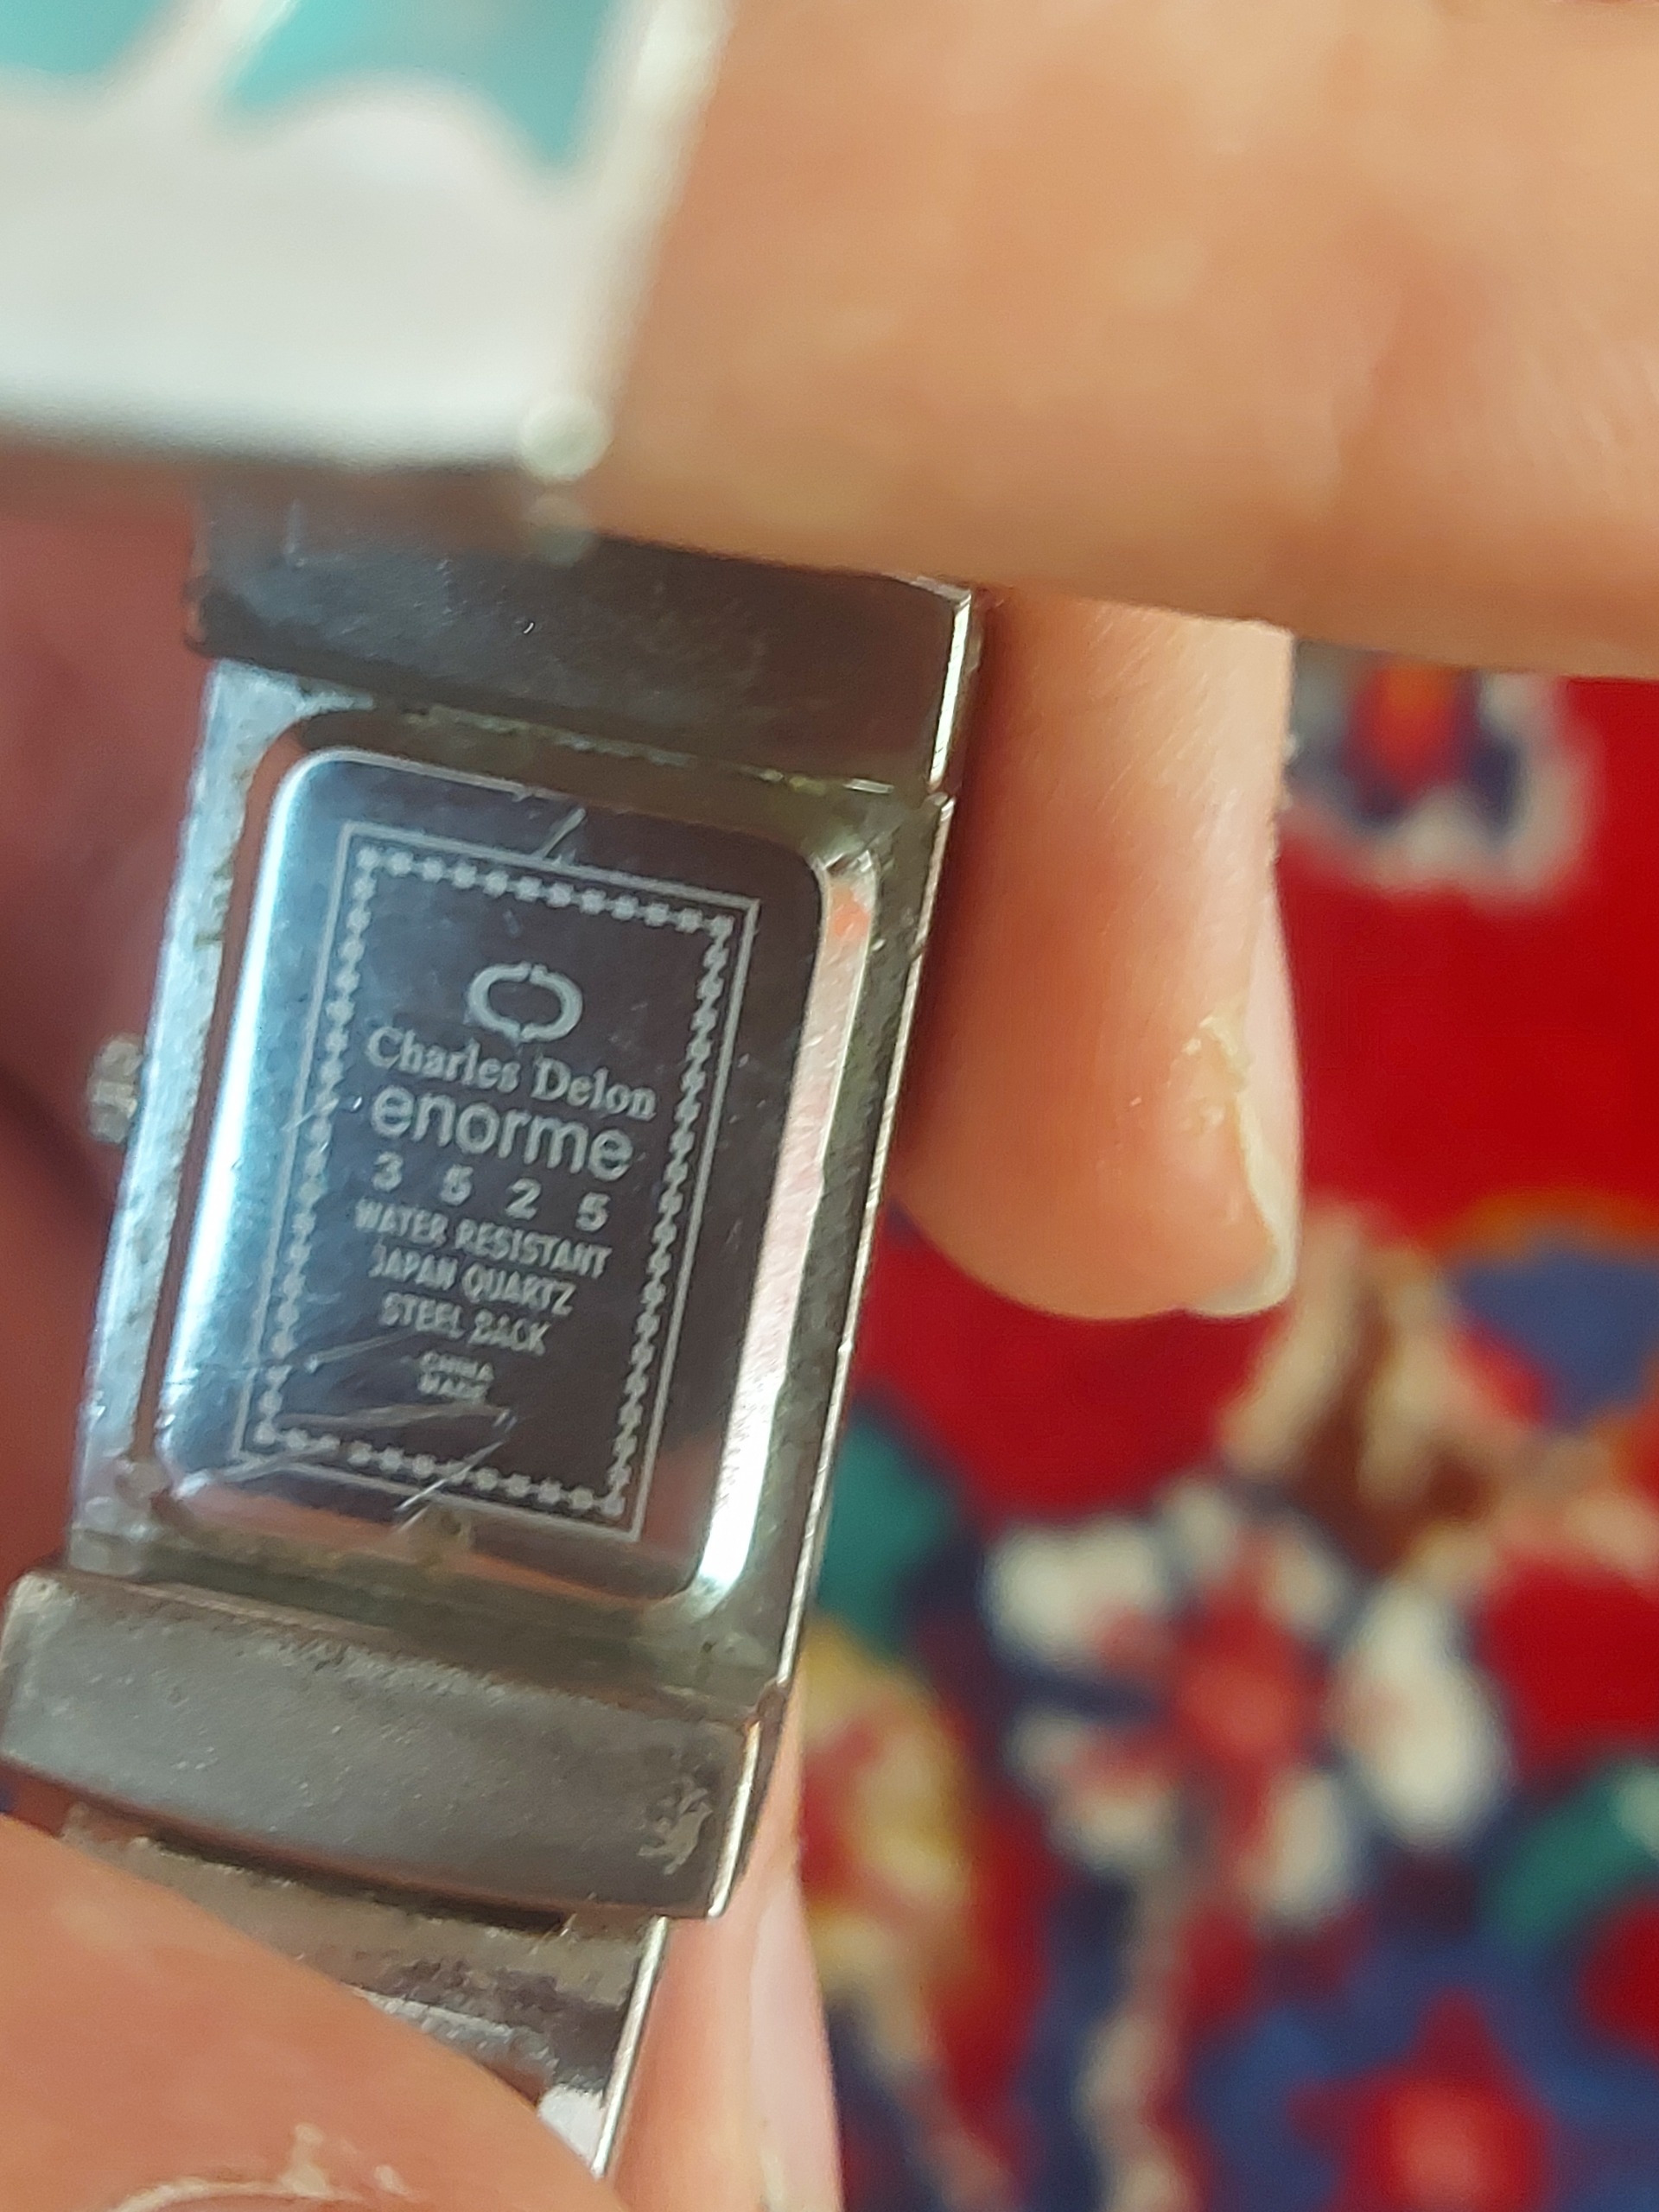 Charles Delon
enorme
3 5 2 5
WATER RESISTANT
JAPAN QUARTZ
STEEL BACK
CHINA
MADE